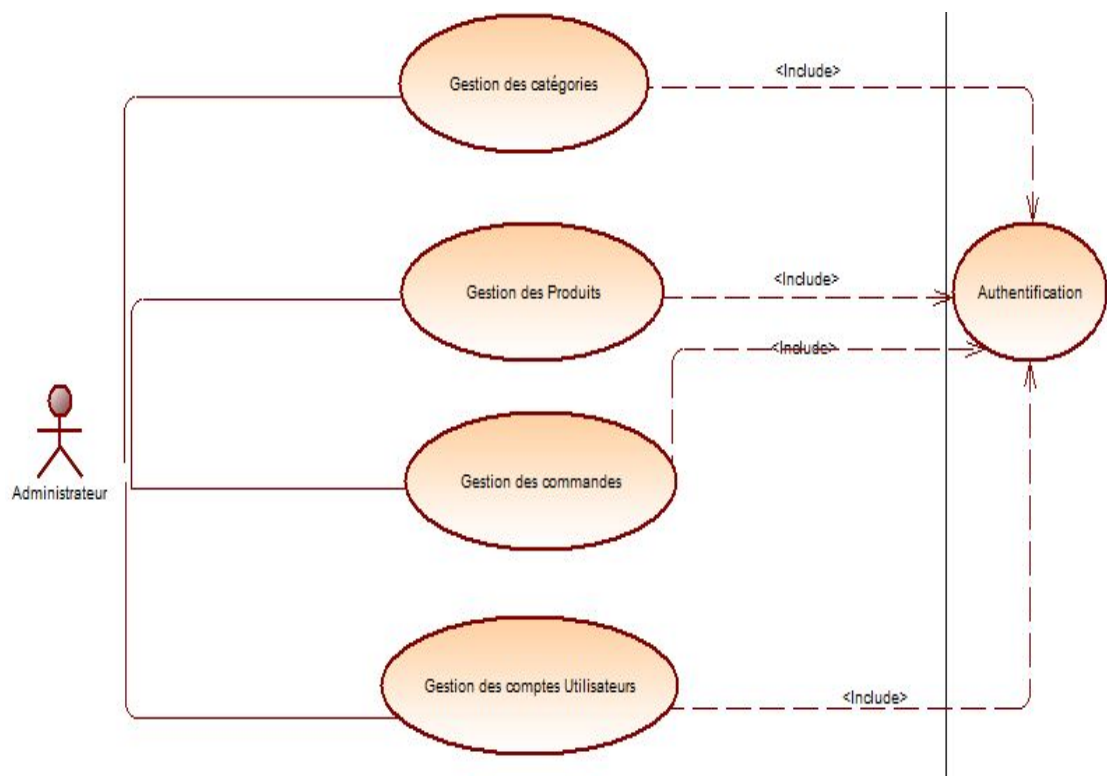 Gestion des catégories
<Include>
Gestion des Produits
<Include>
Authentification
<Include>
Gestion des commandes
Administrateur
Gestion des comptes Utilisateurs
<Include>